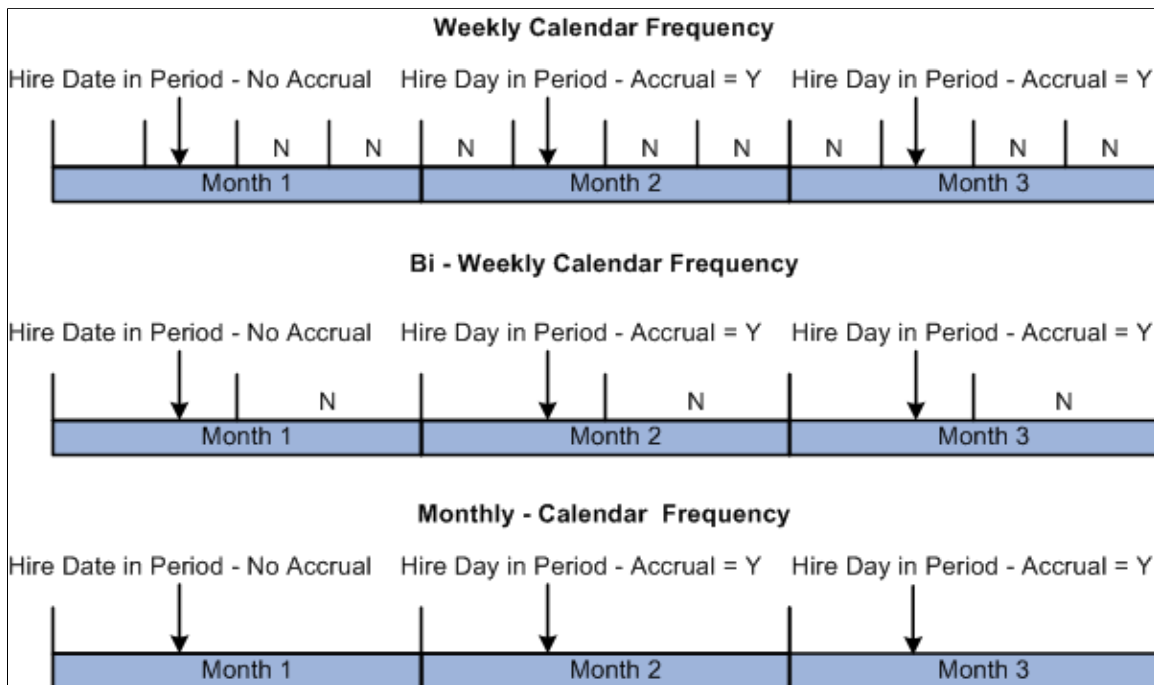 Weekly Calendar Frequency
Hire Date in Period - No Accrual Hire Day in Period - Accrual = Y Hire Day in Period - Accrual = Y
N N N N N N N N
Month 1 Month 2 Month 3
Bi - Weekly Calendar Frequency
Hire Date in Period - No Accrual Hire Day in Period - Accrual = Y Hire Day in Period - Accrual = Y
N N N
Month 1 Month 2 Month 3
Monthly - Calendar Frequency
Hire Date in Period - No Accrual Hire Day in Period - Accrual = Y Hire Day in Period - Accrual = Y
Month 1 Month 2 Month 3